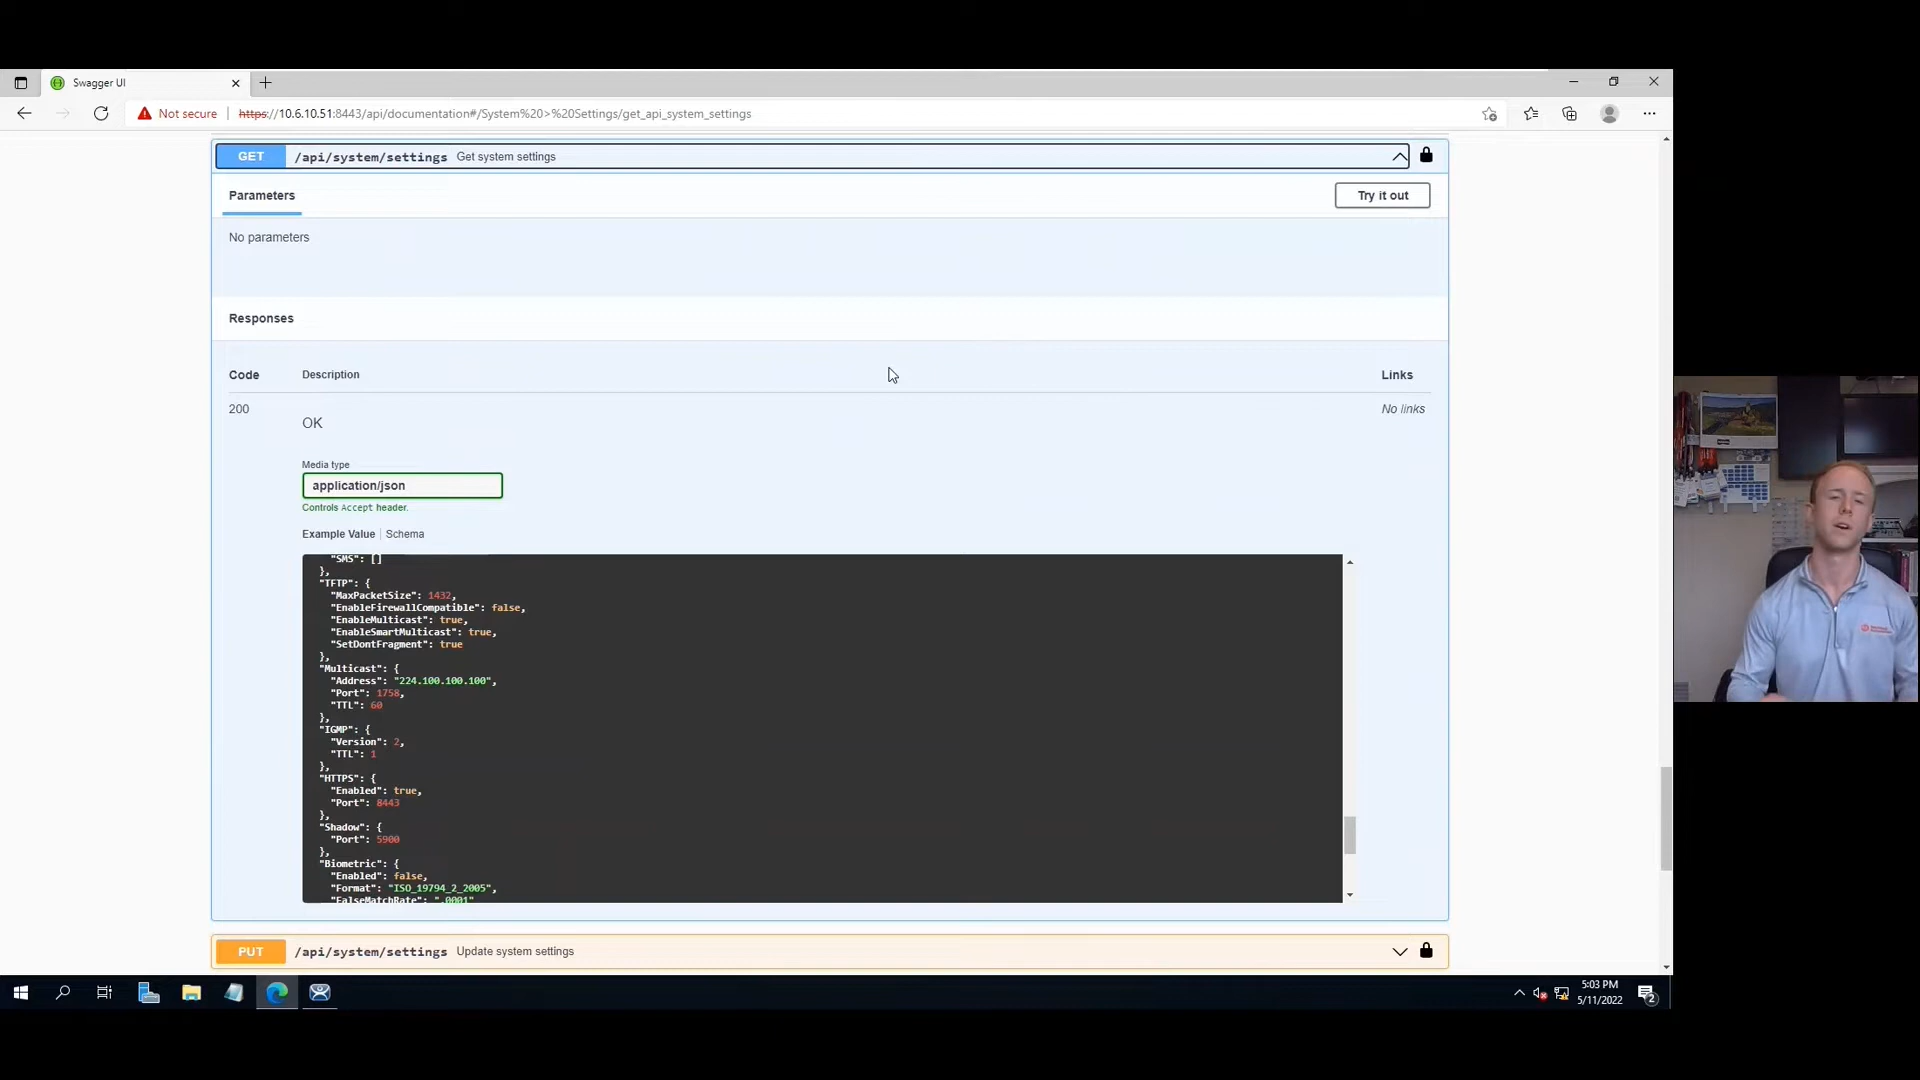 Swagger UI
Not secure
https://10.6.10.51:8443/api/documentation#/System%20>%20Settings/get_api_system_settings
GET /api/system/settings Get system settings
Parameters
Try it out
No parameters
Responses
Code Description Links
200 OK No links
Media type
application/json
Controls Accept header.
Example Value | Schema
"SMS": []
},
"TFTP": {
"MaxPacketSize": 1432,
"EnableFirewallCompatible": false,
"EnableMulticast": true,
"EnableSmartMulticast": true,
"SetDontFragment": true
},
"Multicast": {
"Address": "224.100.100.100",
"Port": 1758,
"TTL": 60
},
"IGMP": {
"Version": 2,
"TTL": 1
},
"HTTPS": {
"Enabled": true,
"Port": 8443
},
"Shadow": {
"Port": 5900
},
"Biometric": {
"Enabled": false,
"Format": "ISO_19794_2_2005",
"FalseMatchRate": ".0001"
PUT /api/system/settings Update system settings
5:03 PM
5/11/2022
2